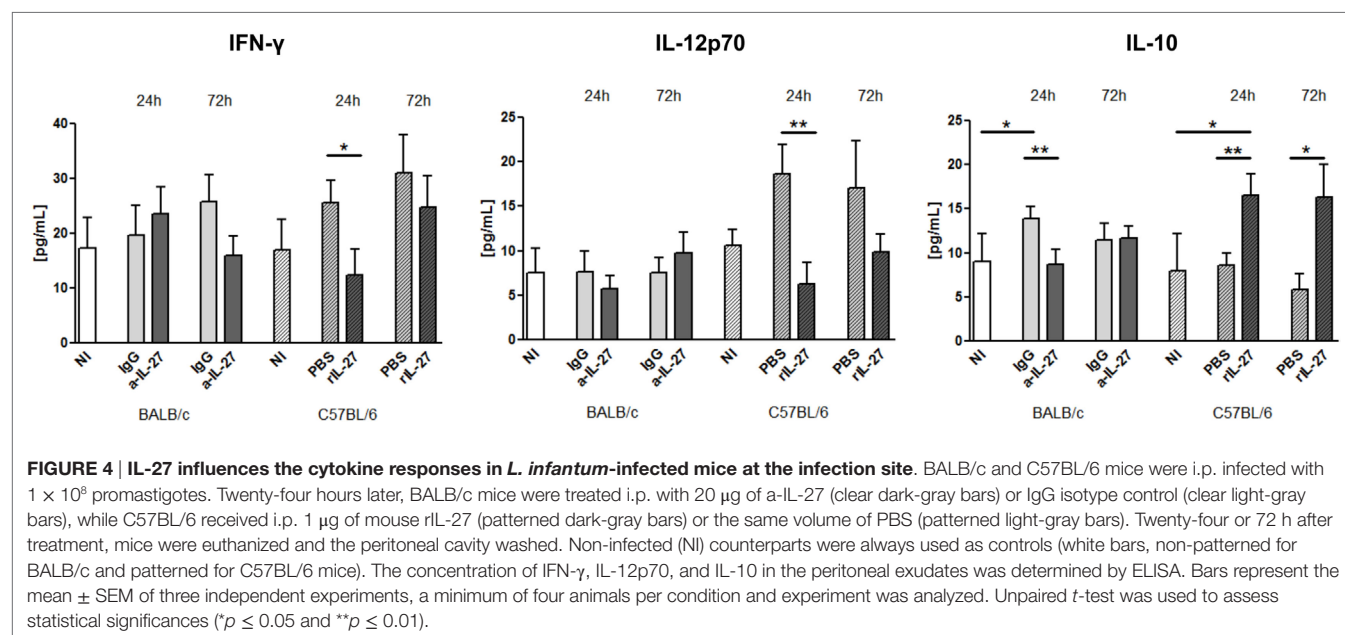 IFN-γ IL-12p70 IL-10
24h 72h 24h 72h
24h 72h 24h 72h
24h 72h 24h 72h
[pg/mL]
40
30
20
10
0
*
NI IgG a-IL-27 IgG a-IL-27 NI PBS rIL-27 PBS rIL-27
BALB/c C57BL/6
[pg/mL]
25
20
15
10
5
0
**
NI IgG a-IL-27 IgG a-IL-27 NI PBS rIL-27 PBS rIL-27
BALB/c C57BL/6
[pg/mL]
25
20
15
10
5
0
* ** * ** *
NI IgG a-IL-27 IgG a-IL-27 NI PBS rIL-27 PBS rIL-27
BALB/c C57BL/6
FIGURE 4 | IL-27 influences the cytokine responses in L. infantum-infected mice at the infection site. BALB/c and C57BL/6 mice were i.p. infected with
1 × 10⁸ promastigotes. Twenty-four hours later, BALB/c mice were treated i.p. with 20 μg of a-IL-27 (clear dark-gray bars) or IgG isotype control (clear light-gray
bars), while C57BL/6 received i.p. 1 μg of mouse rIL-27 (patterned dark-gray bars) or the same volume of PBS (patterned light-gray bars). Twenty-four or 72 h after
treatment, mice were euthanized and the peritoneal cavity washed. Non-infected (NI) counterparts were always used as controls (white bars, non-patterned for
BALB/c and patterned for C57BL/6 mice). The concentration of IFN-γ, IL-12p70, and IL-10 in the peritoneal exudates was determined by ELISA. Bars represent the
mean ± SEM of three independent experiments, a minimum of four animals per condition and experiment was analyzed. Unpaired t-test was used to assess
statistical significances (*p ≤ 0.05 and **p ≤ 0.01).